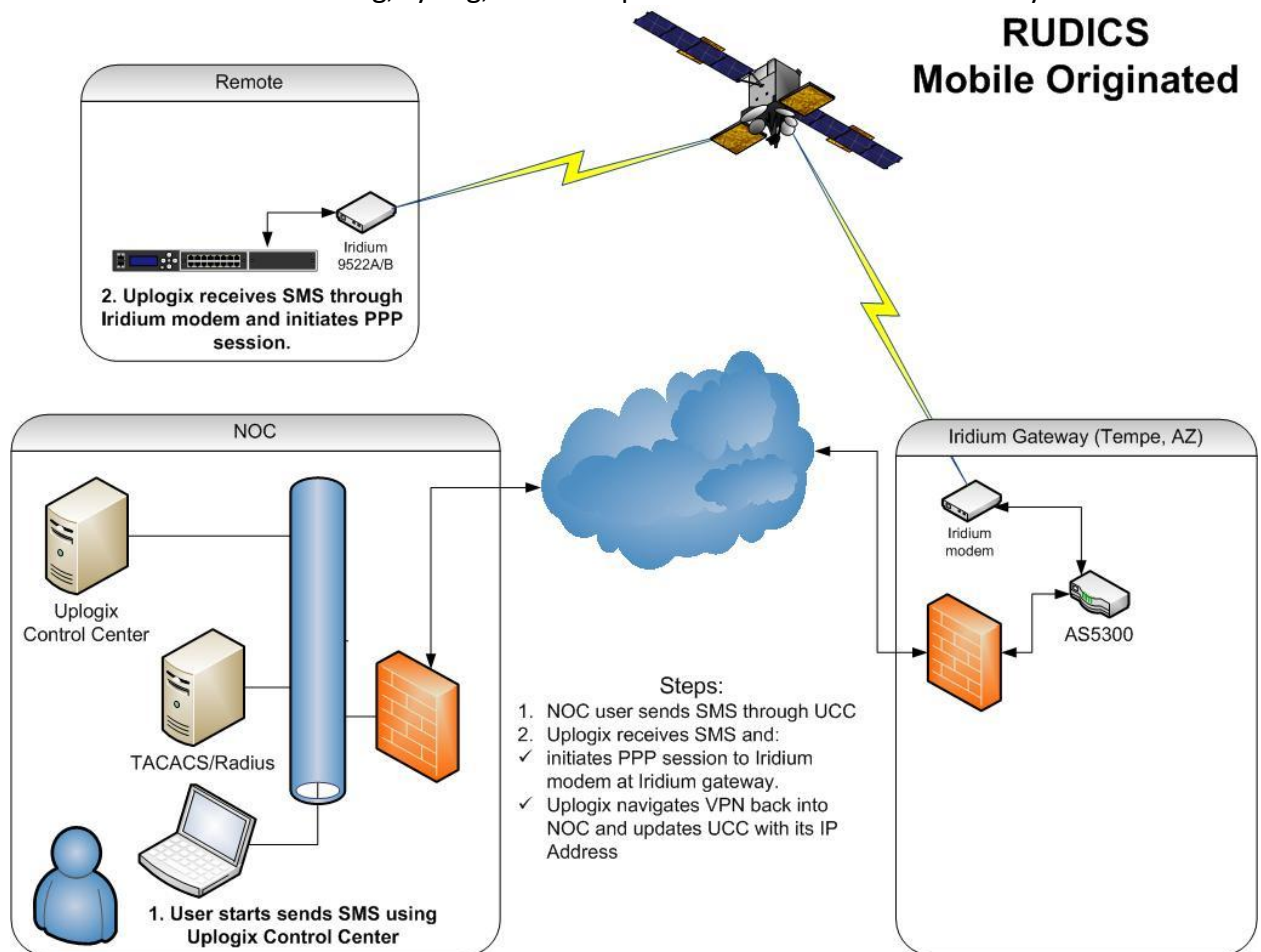 RUDICS
Mobile Originated
Remote
Iridium
9522A/B
2. Uplogix receives SMS through
Iridium modem and initiates PPP
session.
NOC
Uplogix
Control Center
TACACS/Radius
1. User starts sends SMS using
Uplogix Control Center
Steps:
1. NOC user sends SMS through UCC
2. Uplogix receives SMS and:
✓ initiates PPP session to Iridium
modem at Iridium gateway.
✓ Uplogix navigates VPN back into
NOC and updates UCC with its IP
Address
Iridium Gateway (Tempe, AZ)
Iridium
modem
AS5300